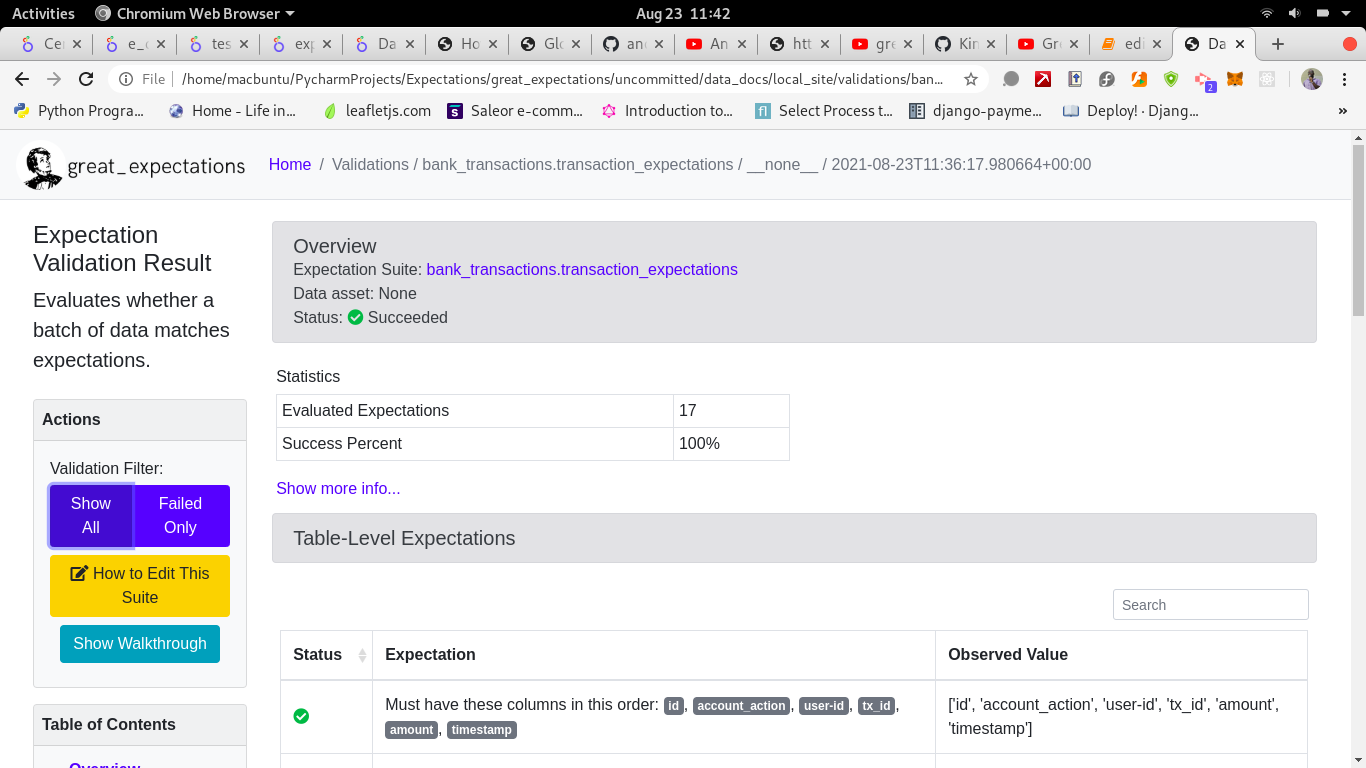 Activities Chromium Web Browser Aug 23 11:42
Cer e_c tes exp Da Ho Glo and An htt gre Kin Gre edi Da
File /home/macbuntu/PycharmProjects/Expectations/great_expectations/uncommitted/data_docs/local_site/validations/ban... 2
Python Progra... Home - Life in... leafletjs.com Saleor e-comm... Introduction to... Select Process t... django-payme... Deploy! · Djang... »
great_expectations Home / Validations / bank_transactions.transaction_expectations / __none__ / 2021-08-23T11:36:17.980664+00:00
Expectation
Validation Result
Evaluates whether a
batch of data matches
expectations.
Actions
Validation Filter:
Show
All
Failed
Only
How to Edit This
Suite
Show Walkthrough
Table of Contents
Overview
Overview
Expectation Suite: bank_transactions.transaction_expectations
Data asset: None
Status: Succeeded
Statistics
Evaluated Expectations 17
Success Percent 100%
Show more info...
Table-Level Expectations
Search
Status Expectation Observed Value
Must have these columns in this order: id, account_action, user-id, tx_id,
amount, timestamp
['id', 'account_action', 'user-id', 'tx_id', 'amount',
'timestamp']